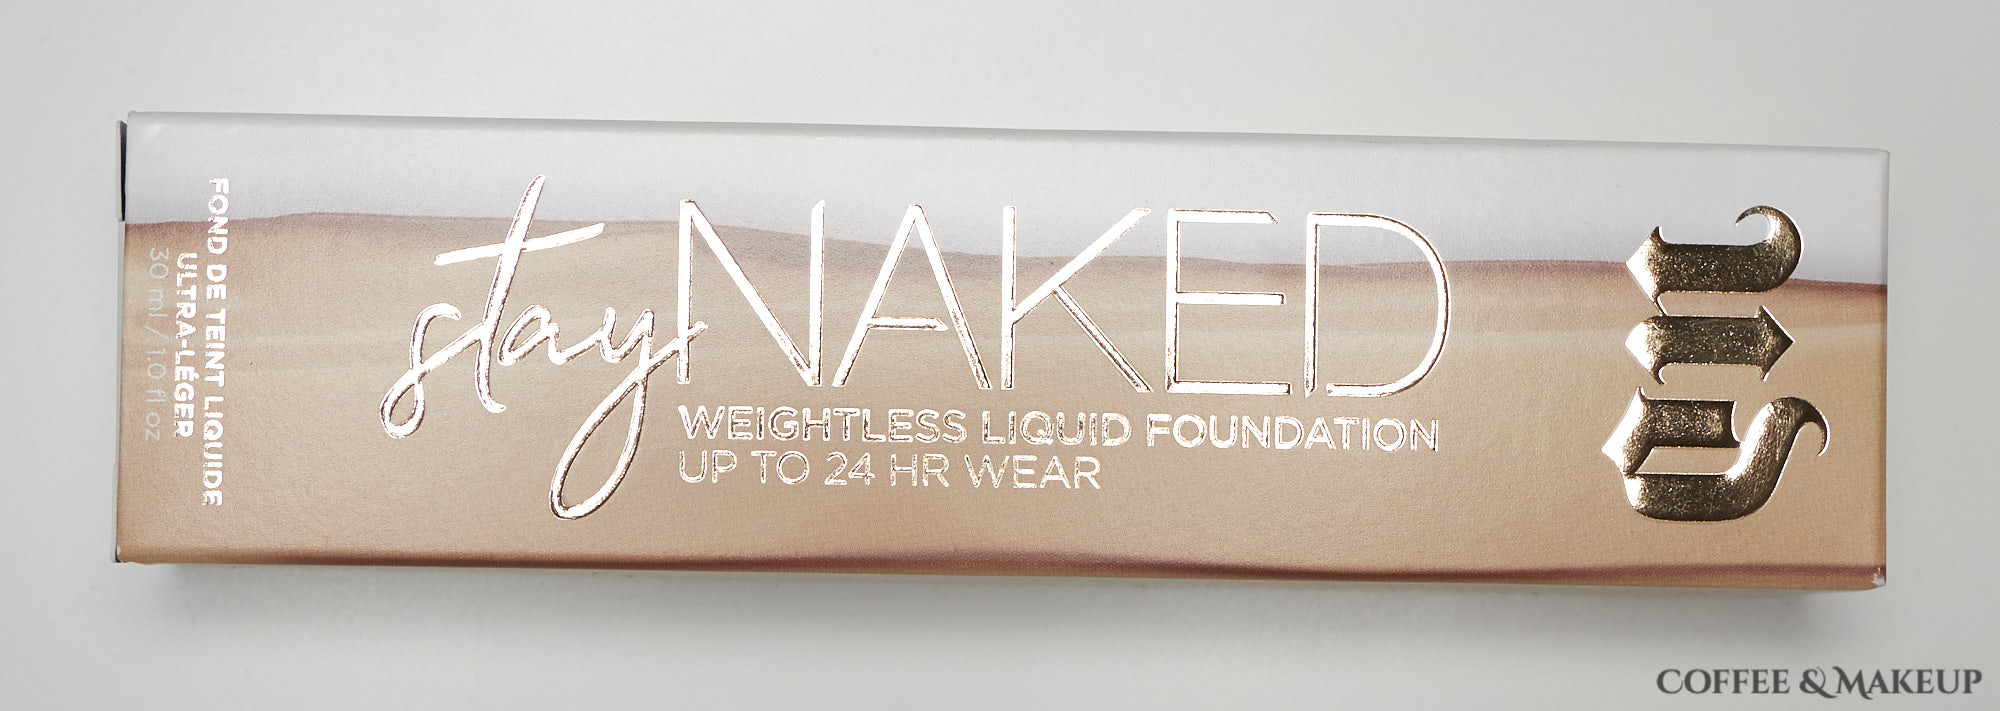 stay NAKED
WEIGHTLESS LIQUID FOUNDATION
UP TO 24 HR WEAR
UD
FOND DE TEINT LIQUIDE
ULTRA-LÉGER
30 ml / 1.0 fl oz
COFFEE & MAKEUP